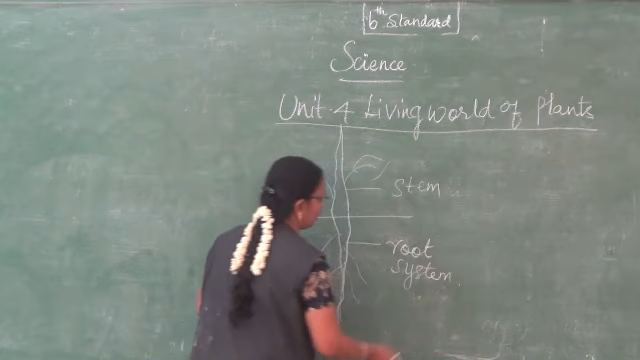 6th Standard
Science
Unit-4 Living world of plants
Stem
root
system.